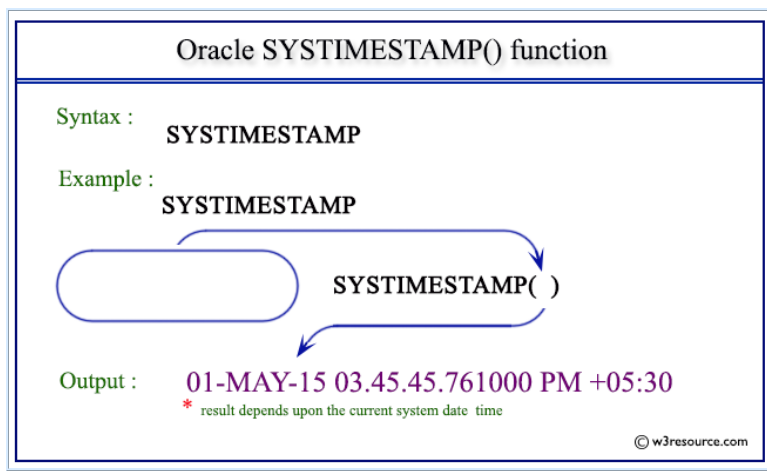 Oracle SYSTIMESTAMP() function
Syntax :
SYSTIMESTAMP
Example :
SYSTIMESTAMP
SYSTIMESTAMP( )
Output :
01-MAY-15 03.45.45.761000 PM +05:30
* result depends upon the current system date time
© w3resource.com